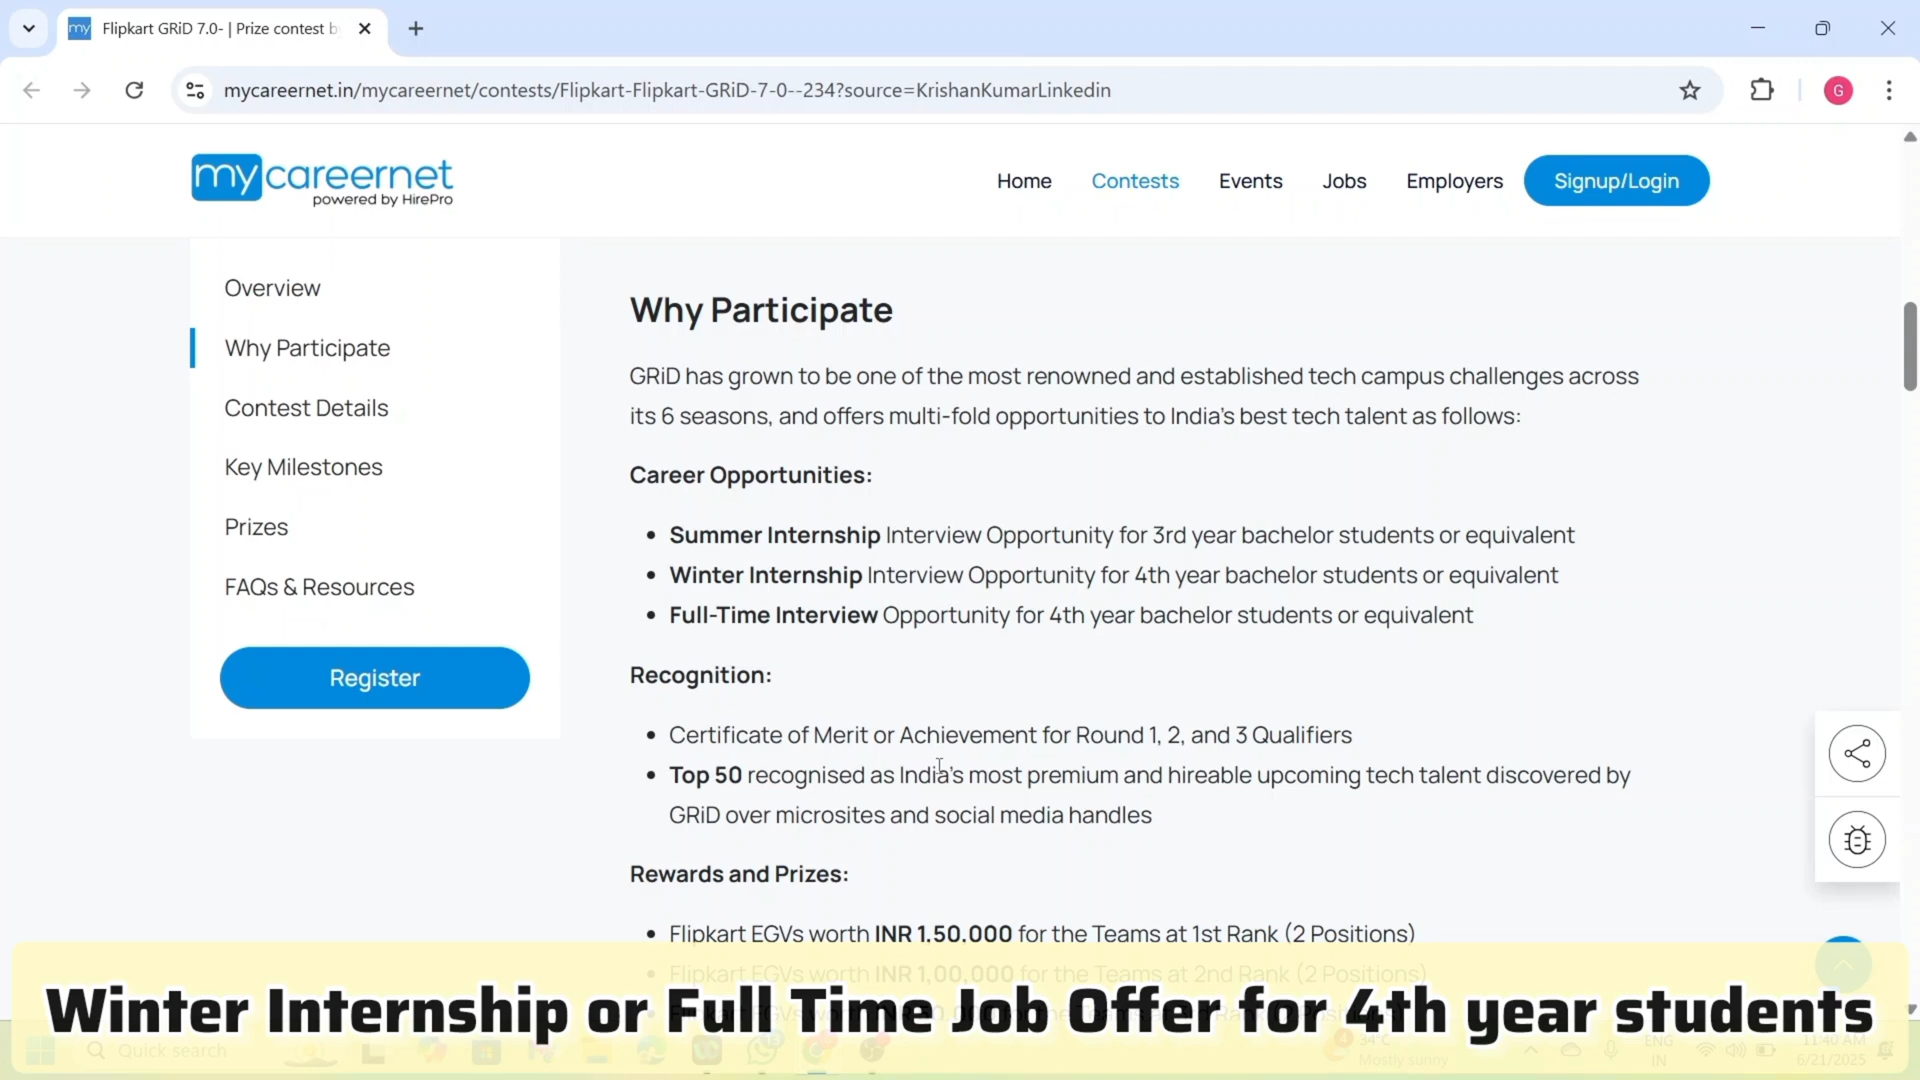 my Flipkart GRiD 7.0- | Prize contest b
mycareernet.in/mycareernet/contests/Flipkart-Flipkart-GRiD-7-0--234?source=KrishanKumarLinkedin
G
mycareernet
powered by HirePro
Home Contests Events Jobs Employers Signup/Login
Overview
Why Participate
Contest Details
Key Milestones
Prizes
FAQs & Resources
Register
Why Participate
GRiD has grown to be one of the most renowned and established tech campus challenges across
its 6 seasons, and offers multi-fold opportunities to India's best tech talent as follows:
Career Opportunities:
Summer Internship Interview Opportunity for 3rd year bachelor students or equivalent
Winter Internship Interview Opportunity for 4th year bachelor students or equivalent
Full-Time Interview Opportunity for 4th year bachelor students or equivalent
Recognition:
Certificate of Merit or Achievement for Round 1, 2, and 3 Qualifiers
Top 50 recognised as India's most premium and hireable upcoming tech talent discovered by
GRiD over microsites and social media handles
Rewards and Prizes:
Flipkart EGVs worth INR 1,50,000 for the Teams at 1st Rank (2 Positions)
Flipkart EGVs worth INR 1,00,000 for the Teams at 2nd Rank (2 Positions)
Winter Internship or Full Time Job Offer for 4th year students
Quick search
34°C
Mostly sunny
ENG
IN
11:40 AM
6/21/2025